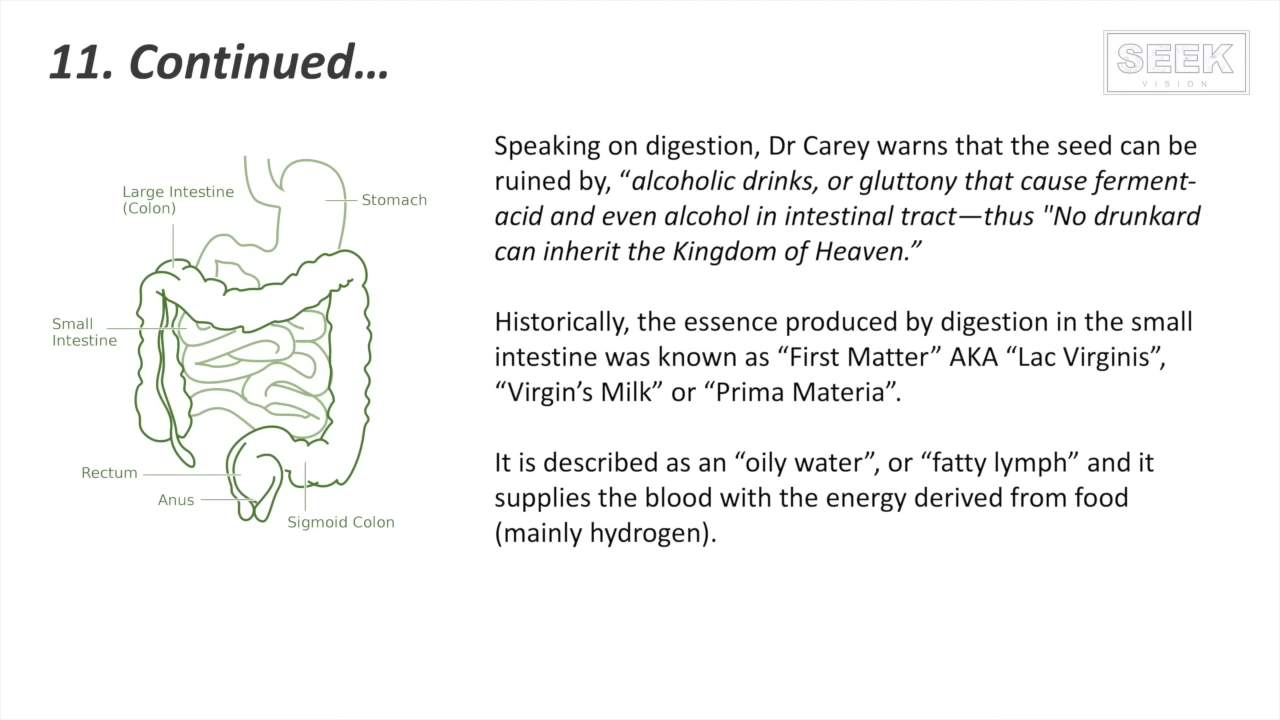 11. Continued...
SEEK
VISION
Large Intestine
(Colon)
Stomach
Small
Intestine
Rectum
Anus
Sigmoid Colon
Speaking on digestion, Dr Carey warns that the seed can be
ruined by, “alcoholic drinks, or gluttony that cause ferment-
acid and even alcohol in intestinal tract—thus "No drunkard
can inherit the Kingdom of Heaven.”
Historically, the essence produced by digestion in the small
intestine was known as “First Matter” AKA “Lac Virginis”,
“Virgin’s Milk” or “Prima Materia”.
It is described as an “oily water”, or “fatty lymph” and it
supplies the blood with the energy derived from food
(mainly hydrogen).